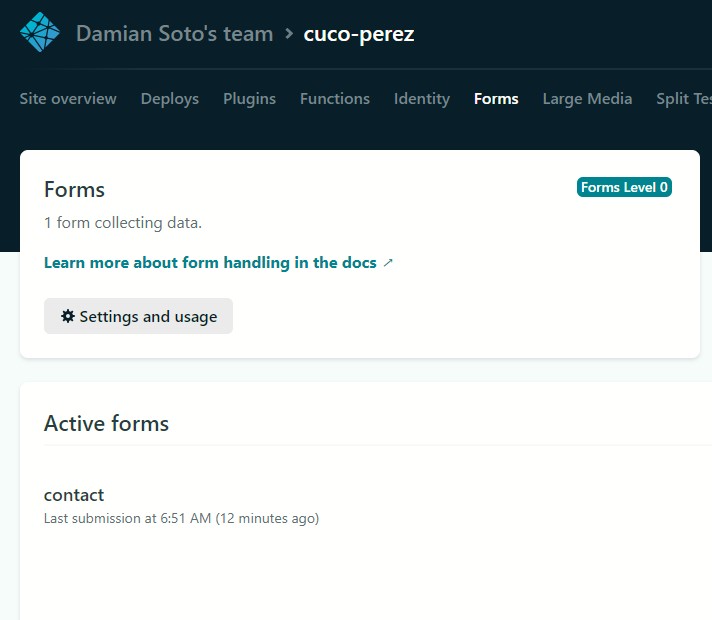 Damian Soto's team > cuco-perez
Site overview Deploys Plugins Functions Identity Forms Large Media Split Tes
Forms Forms Level 0
1 form collecting data.
Learn more about form handling in the docs ↗
Settings and usage
Active forms
contact
Last submission at 6:51 AM (12 minutes ago)